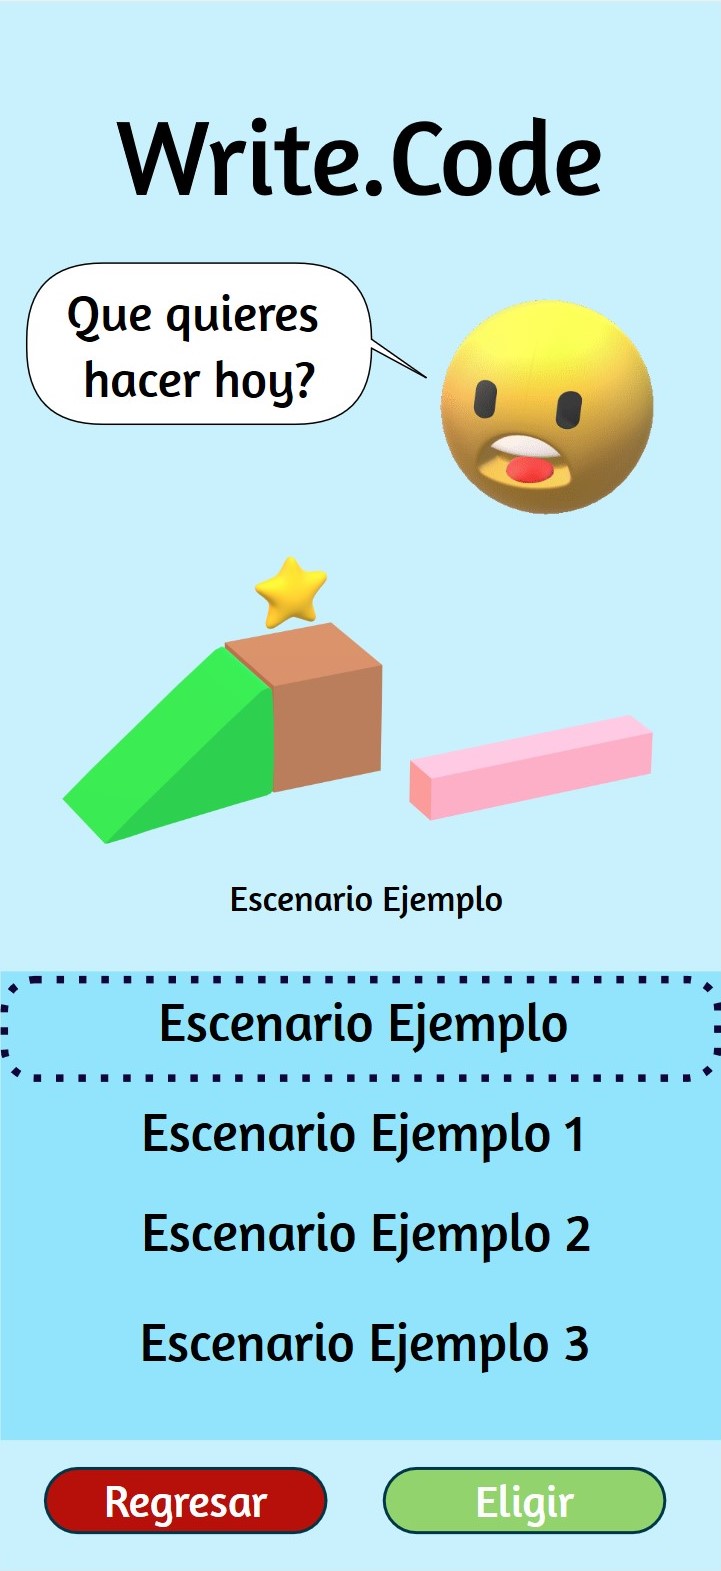 Write.Code
Que quieres
hacer hoy?
Escenario Ejemplo
Escenario Ejemplo
Escenario Ejemplo 1
Escenario Ejemplo 2
Escenario Ejemplo 3
Regresar
Eligir